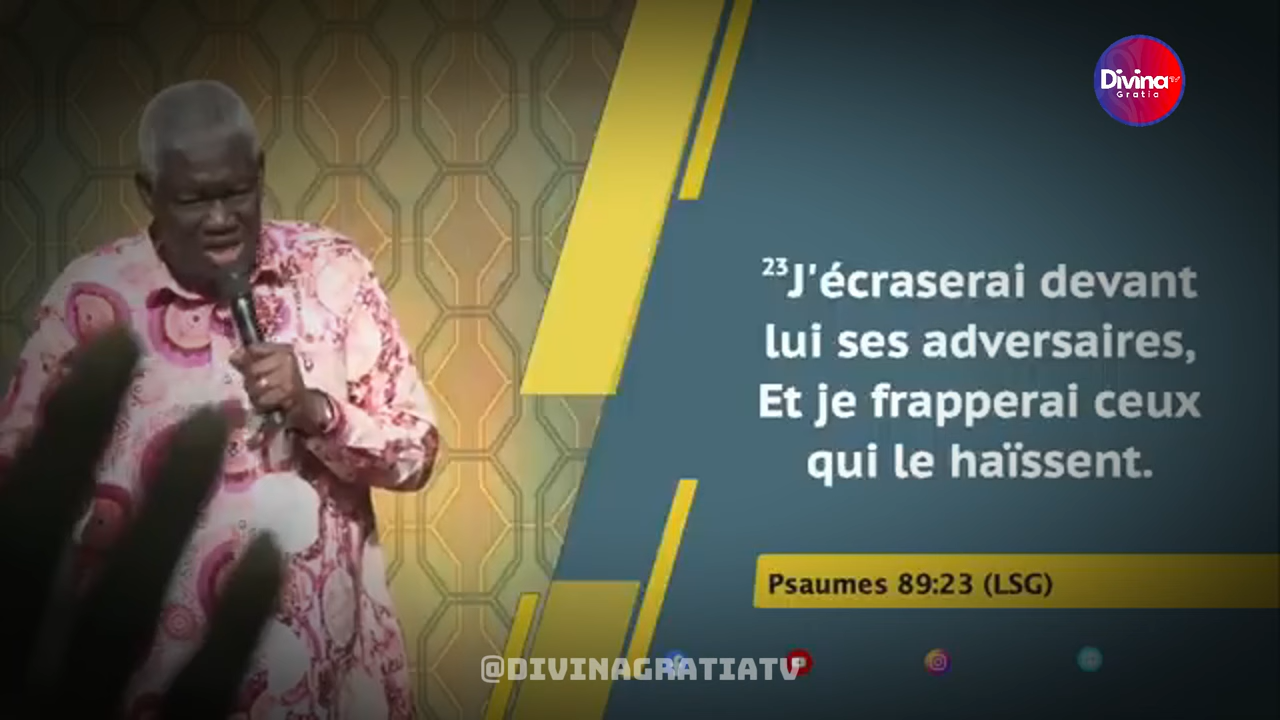 Divina TV
Gratia
23J'écraserai devant
lui ses adversaires,
Et je frapperai ceux
qui le haïssent.
Psaumes 89:23 (LSG)
@DIVINAGRATIATV